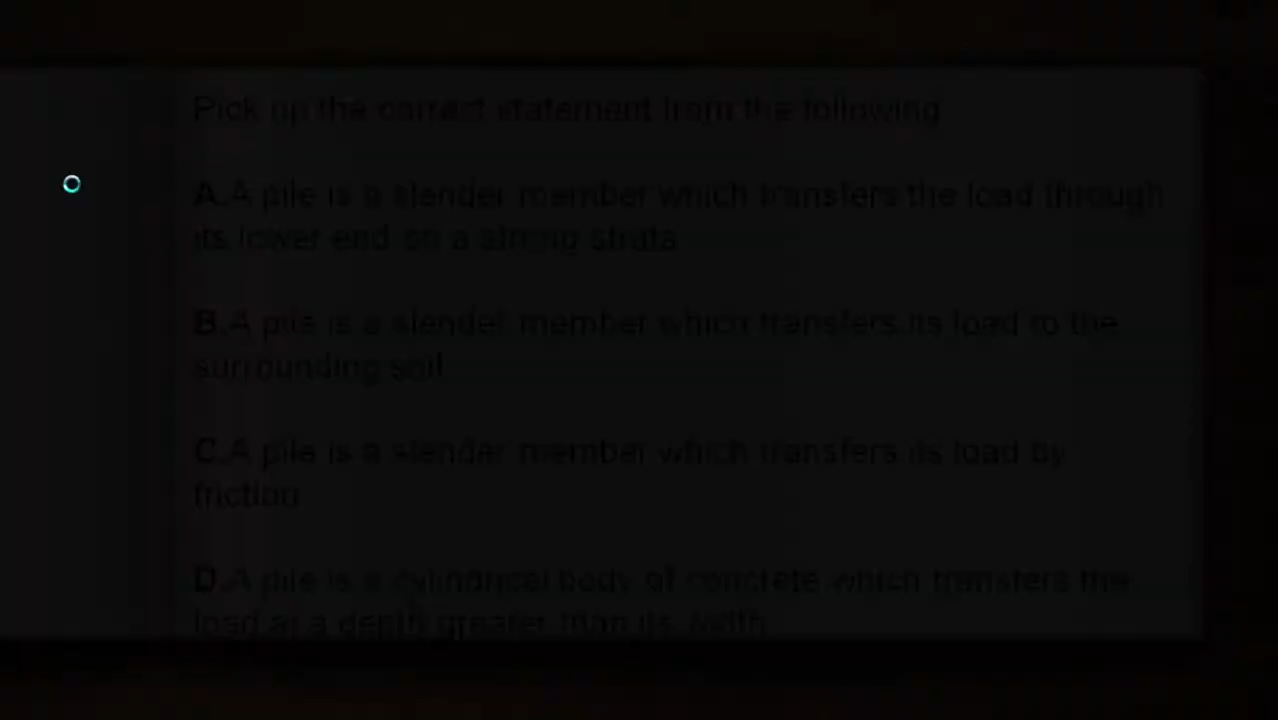 Pick up the correct statement from the following
A. A pile is a slender member which transfers the load through
its lower end on a strong strata
B. A pile is a slender member which transfers its load to the
surrounding soil
C. A pile is a slender member which transfers its load by
friction
D. A pile is a cylindrical body of concrete which transfers the
load at a depth greater than its width